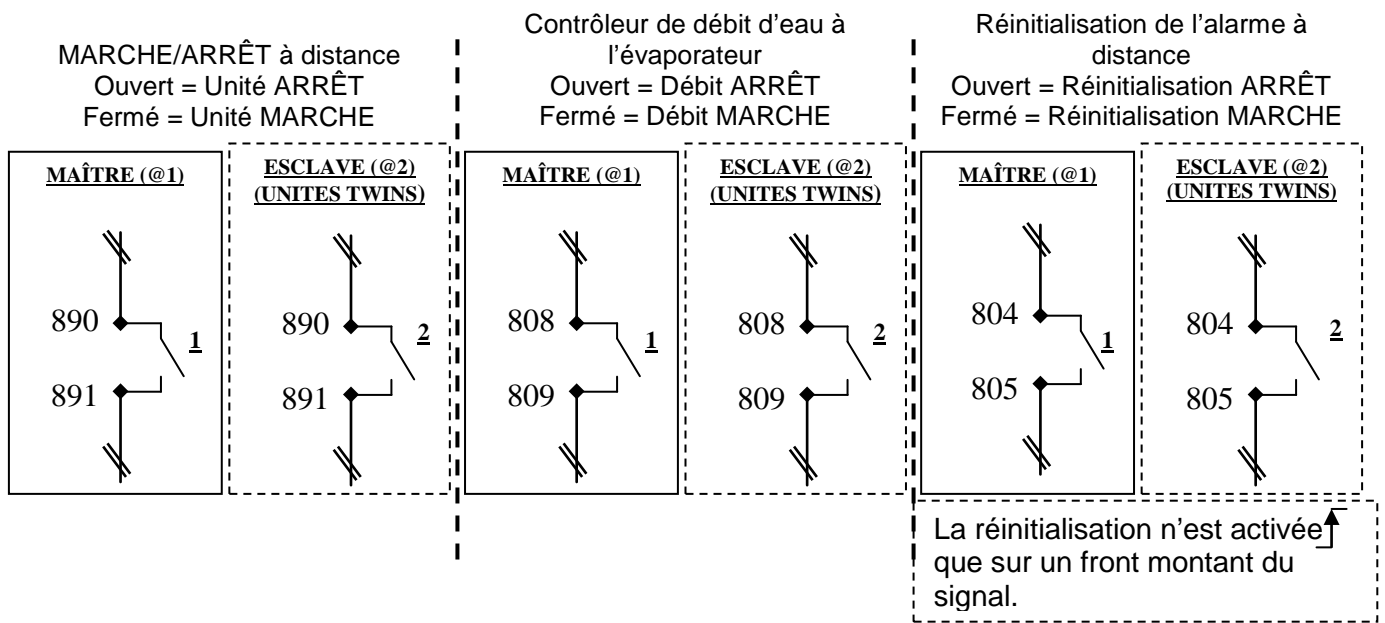 MARCHE/ARRÊT à distance
Ouvert = Unité ARRÊT
Fermé = Unité MARCHE
MAÎTRE (@1)
890
891
1
ESCLAVE (@2)
(UNITES TWINS)
890
891
2
Contrôleur de débit d’eau à
l’évaporateur
Ouvert = Débit ARRÊT
Fermé = Débit MARCHE
MAÎTRE (@1)
808
809
1
ESCLAVE (@2)
(UNITES TWINS)
808
809
2
Réinitialisation de l’alarme à
distance
Ouvert = Réinitialisation ARRÊT
Fermé = Réinitialisation MARCHE
MAÎTRE (@1)
804
805
1
ESCLAVE (@2)
(UNITES TWINS)
804
805
2
La réinitialisation n’est activée
que sur un front montant du
signal.